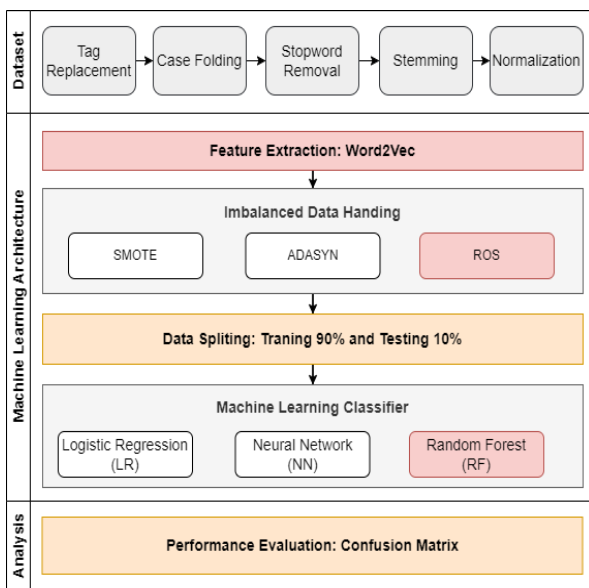 Dataset
Tag
Replacement
Case Folding
Stopword
Removal
Stemming
Normalization
Machine Learning Architecture
Feature Extraction: Word2Vec
Imbalanced Data Handing
SMOTE
ADASYN
ROS
Data Spliting: Traning 90% and Testing 10%
Machine Learning Classifier
Logistic Regression
(LR)
Neural Network
(NN)
Random Forest
(RF)
Analysis
Performance Evaluation: Confusion Matrix